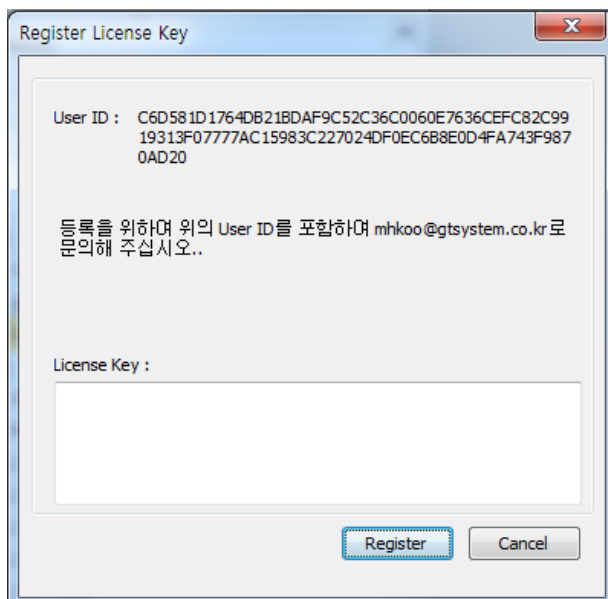 Register License Key
User ID : C6D581D1764DB21BDAF9C52C36C0060E7636CEFC82C99
19313F07777AC15983C227024DF0EC6B8E0D4FA743F987
0AD20
등록을 위하여 위의 User ID를 포함하여 mhkoo@gtsystem.co.kr로
문의해 주십시오..
License Key :
Register Cancel